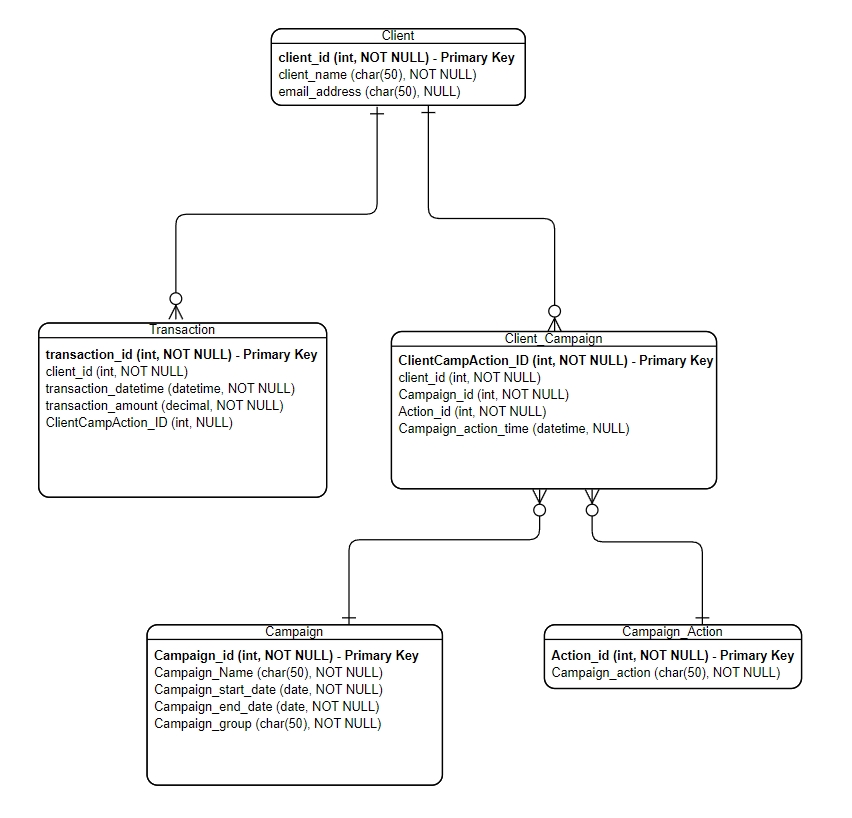 Client
client_id (int, NOT NULL) - Primary Key
client_name (char(50), NOT NULL)
email_address (char(50), NULL)
Transaction
transaction_id (int, NOT NULL) - Primary Key
client_id (int, NOT NULL)
transaction_datetime (datetime, NOT NULL)
transaction_amount (decimal, NOT NULL)
ClientCampAction_ID (int, NULL)
Client_Campaign
ClientCampAction_ID (int, NOT NULL) - Primary Key
client_id (int, NOT NULL)
Campaign_id (int, NOT NULL)
Action_id (int, NOT NULL)
Campaign_action_time (datetime, NULL)
Campaign
Campaign_id (int, NOT NULL) - Primary Key
Campaign_Name (char(50), NOT NULL)
Campaign_start_date (date, NOT NULL)
Campaign_end_date (date, NOT NULL)
Campaign_group (char(50), NOT NULL)
Campaign_Action
Action_id (int, NOT NULL) - Primary Key
Campaign_action (char(50), NOT NULL)